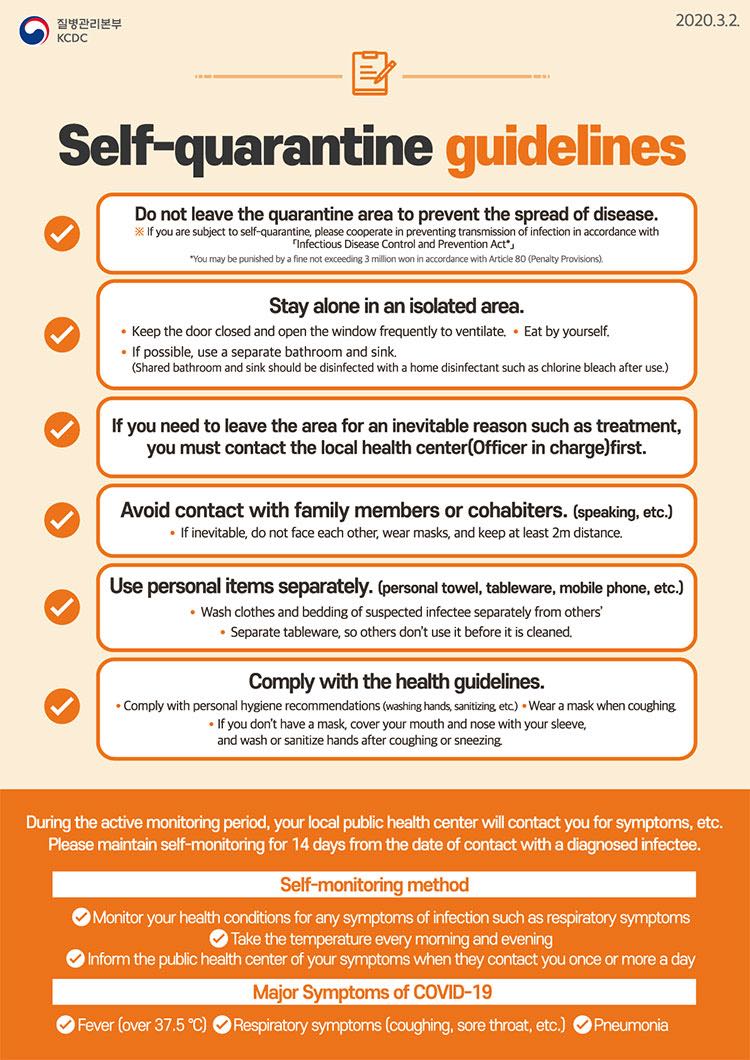 질병관리본부
KCDC
2020.3.2.
Self-quarantine guidelines
Do not leave the quarantine area to prevent the spread of disease.
※ If you are subject to self-quarantine, please cooperate in preventing transmission of infection in accordance with
「Infectious Disease Control and Prevention Act*」
*You may be punished by a fine not exceeding 3 million won in accordance with Article 80 (Penalty Provisions).
Stay alone in an isolated area.
• Keep the door closed and open the window frequently to ventilate. • Eat by yourself.
• If possible, use a separate bathroom and sink.
(Shared bathroom and sink should be disinfected with a home disinfectant such as chlorine bleach after use.)
If you need to leave the area for an inevitable reason such as treatment,
you must contact the local health center(Officer in charge)first.
Avoid contact with family members or cohabiters. (speaking, etc.)
• If inevitable, do not face each other, wear masks, and keep at least 2m distance.
Use personal items separately. (personal towel, tableware, mobile phone, etc.)
• Wash clothes and bedding of suspected infectee separately from others'
• Separate tableware, so others don't use it before it is cleaned.
Comply with the health guidelines.
• Comply with personal hygiene recommendations (washing hands, sanitizing, etc.) • Wear a mask when coughing.
• If you don't have a mask, cover your mouth and nose with your sleeve,
and wash or sanitize hands after coughing or sneezing.
During the active monitoring period, your local public health center will contact you for symptoms, etc.
Please maintain self-monitoring for 14 days from the date of contact with a diagnosed infectee.
Self-monitoring method
Monitor your health conditions for any symptoms of infection such as respiratory symptoms
Take the temperature every morning and evening
Inform the public health center of your symptoms when they contact you once or more a day
Major Symptoms of COVID-19
Fever (over 37.5 ℃) Respiratory symptoms (coughing, sore throat, etc.) Pneumonia